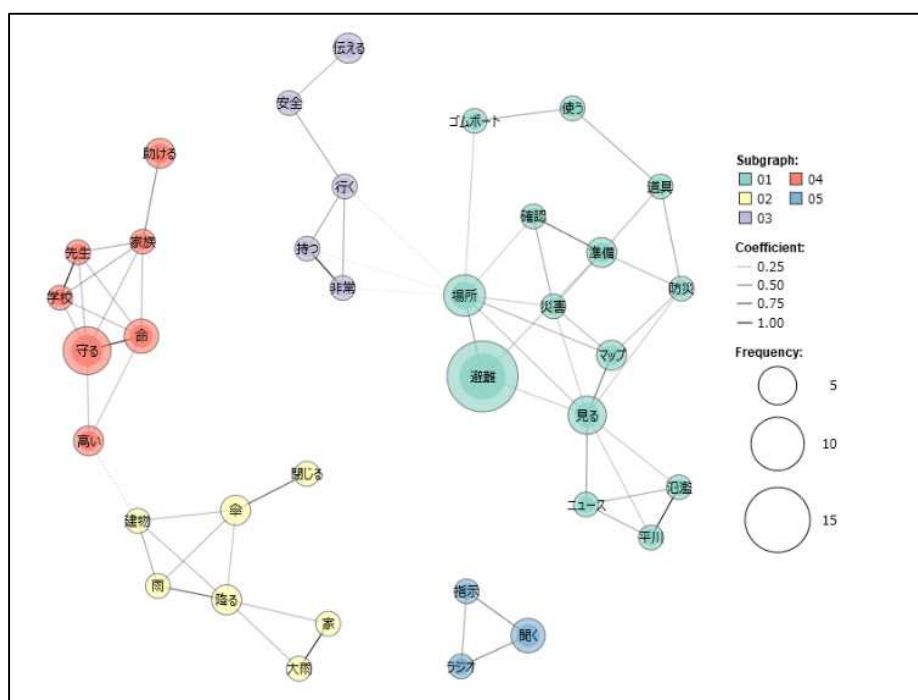 伝える
安全
ゴムボート
使う
助ける
行く
道具
確認
先生
家族
準備
持つ
学校
非常
場所
災害
防災
守る
命
マップ
避難
見る
高い
閉じる
建物
傘
ニュース
氾濫
平川
雨
降る
家
大雨
指示
聞く
ラジオ
Subgraph:
01 04
02 05
03
Coefficient:
0.25
0.50
0.75
1.00
Frequency:
5
10
15